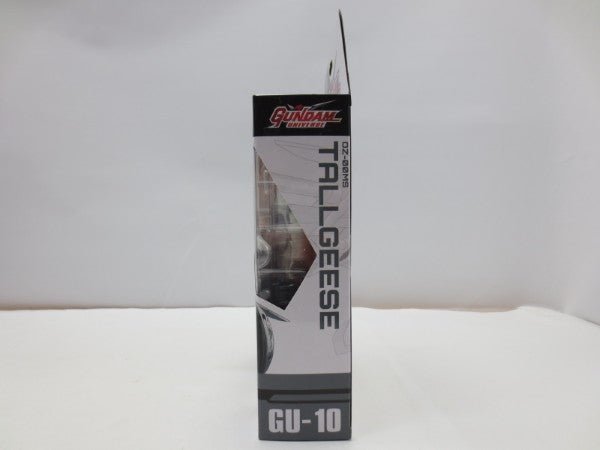 GUNDAM
UNIVERSE
OZ-00MS
TALLGEESE
GU-10